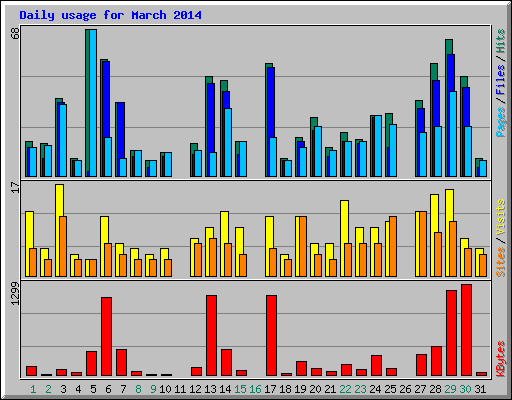 Daily usage for March 2014
68
17
1299
Pages/Files/Hits
Sites/Visits
KBytes
1 2 3 4 5 6 7 8 9 10 11 12 13 14 15 16 17 18 19 20 21 22 23 24 25 26 27 28 29 30 31